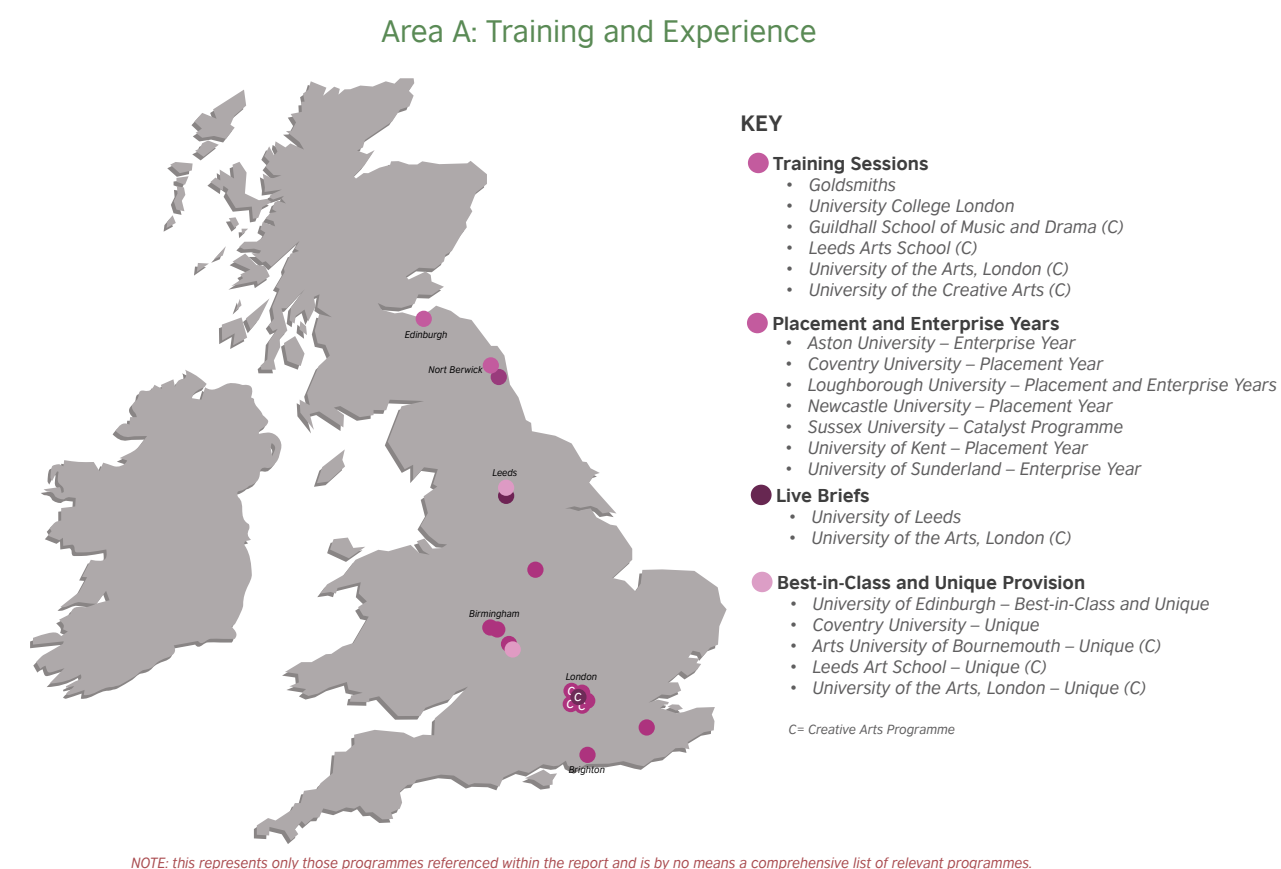 Area A: Training and Experience
KEY
Training Sessions
• Goldsmiths
• University College London
• Guildhall School of Music and Drama (C)
• Leeds Arts School (C)
• University of the Arts, London (C)
• University of the Creative Arts (C)
Placement and Enterprise Years
• Aston University – Enterprise Year
• Coventry University – Placement Year
• Loughborough University – Placement and Enterprise Years
• Newcastle University – Placement Year
• Sussex University – Catalyst Programme
• University of Kent – Placement Year
• University of Sunderland – Enterprise Year
Live Briefs
• University of Leeds
• University of the Arts, London (C)
Best-in-Class and Unique Provision
• University of Edinburgh – Best-in-Class and Unique
• Coventry University – Unique
• Arts University of Bournemouth – Unique (C)
• Leeds Art School – Unique (C)
• University of the Arts, London – Unique (C)
C= Creative Arts Programme
Edinburgh
Nort Berwick
Leeds
Birmingham
London
C
C
C
C
Brighton
NOTE: this represents only those programmes referenced within the report and is by no means a comprehensive list of relevant programmes.